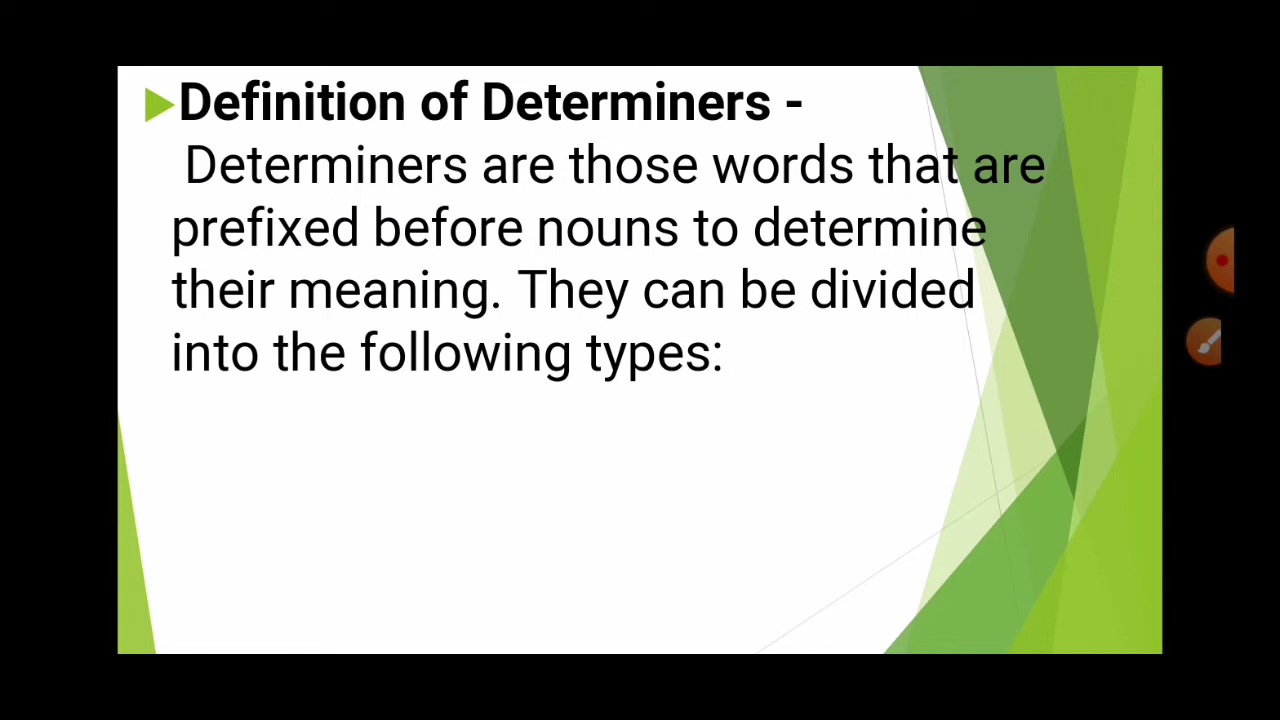 Definition of Determiners -
Determiners are those words that are
prefixed before nouns to determine
their meaning. They can be divided
into the following types: